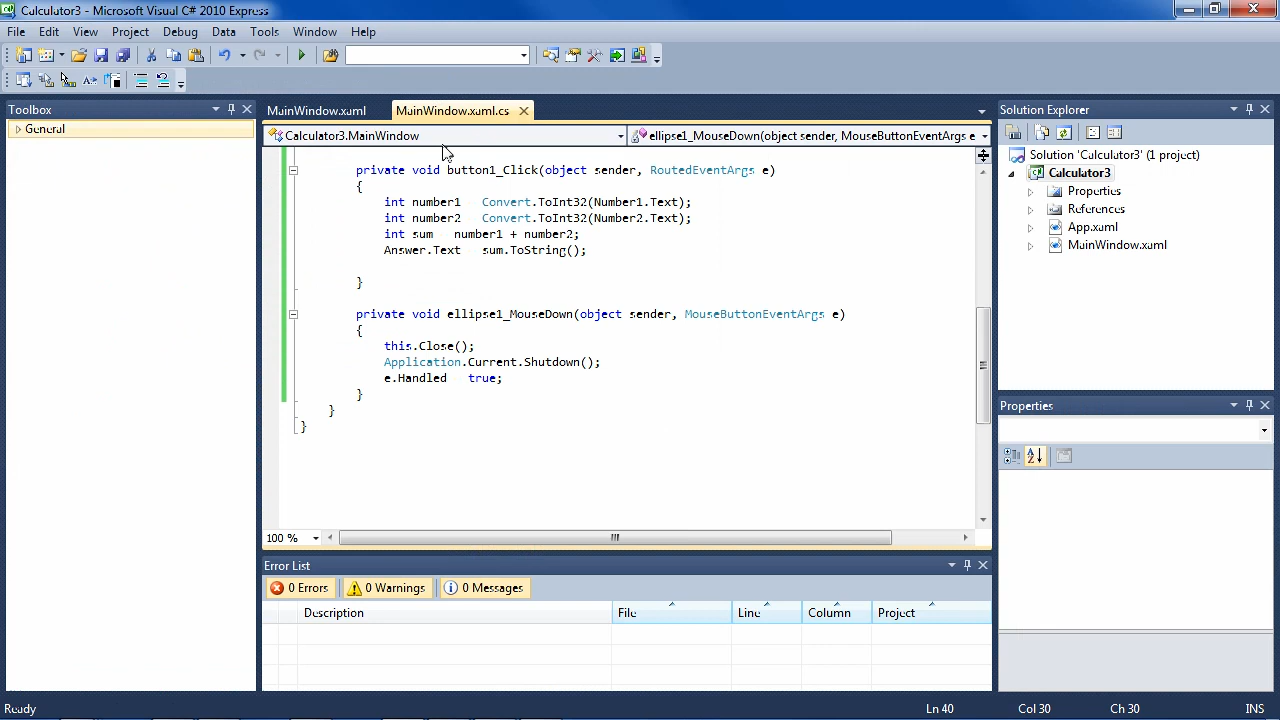 Calculator3 - Microsoft Visual C# 2010 Express
File Edit View Project Debug Data Tools Window Help
Toolbox
General
MainWindow.xaml
MainWindow.xaml.cs
Calculator3.MainWindow
ellipse1_MouseDown(object sender, MouseButtonEventArgs e
private void button1_Click(object sender, RoutedEventArgs e)
{
int number1 = Convert.ToInt32(Number1.Text);
int number2 = Convert.ToInt32(Number2.Text);
int sum = number1 + number2;
Answer.Text = sum.ToString();
}
private void ellipse1_MouseDown(object sender, MouseButtonEventArgs e)
{
this.Close();
Application.Current.Shutdown();
e.Handled = true;
}
}
}
100 %
Error List
0 Errors
0 Warnings
0 Messages
Description File Line Column Project
Solution Explorer
Solution 'Calculator3' (1 project)
Calculator3
Properties
References
App.xaml
MainWindow.xaml
Properties
Ready Ln 40 Col 30 Ch 30 INS